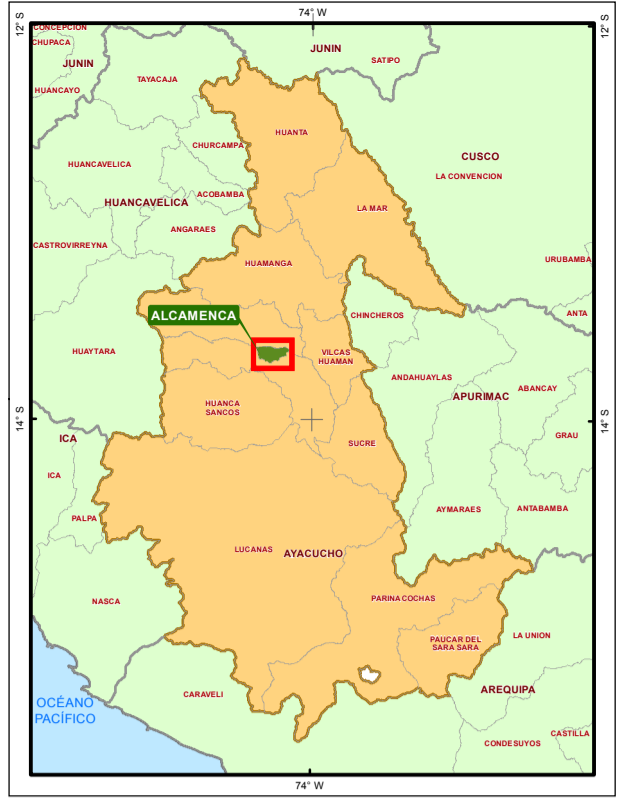 74° W
12° S
12° S
CONCEPCION
CHUPACA
JUNIN
JUNIN
SATIPO
TAYACAJA
HUANCAYO
HUANTA
CHURCAMPA
CUSCO
HUANCAVELICA
LA CONVENCION
ACOBAMBA
HUANCAVELICA
LA MAR
ANGARAES
CASTROVIRREYNA
URUBAMBA
HUAMANGA
ALCAMENCA
CHINCHEROS
ANTA
HUAYTARA
VILCAS
HUAMAN
ANDAHUAYLAS
ABANCAY
APURIMAC
HUANCA
SANCOS
14° S
14° S
ICA
GRAU
SUCRE
ICA
AYMARAES
ANTABAMBA
PALPA
LUCANAS
AYACUCHO
NASCA
PARINACOCHAS
PAUCAR DEL
SARA SARA
LA UNION
CARAVELI
AREQUIPA
OCÉANO
PACÍFICO
CASTILLA
CONDESUYOS
74° W